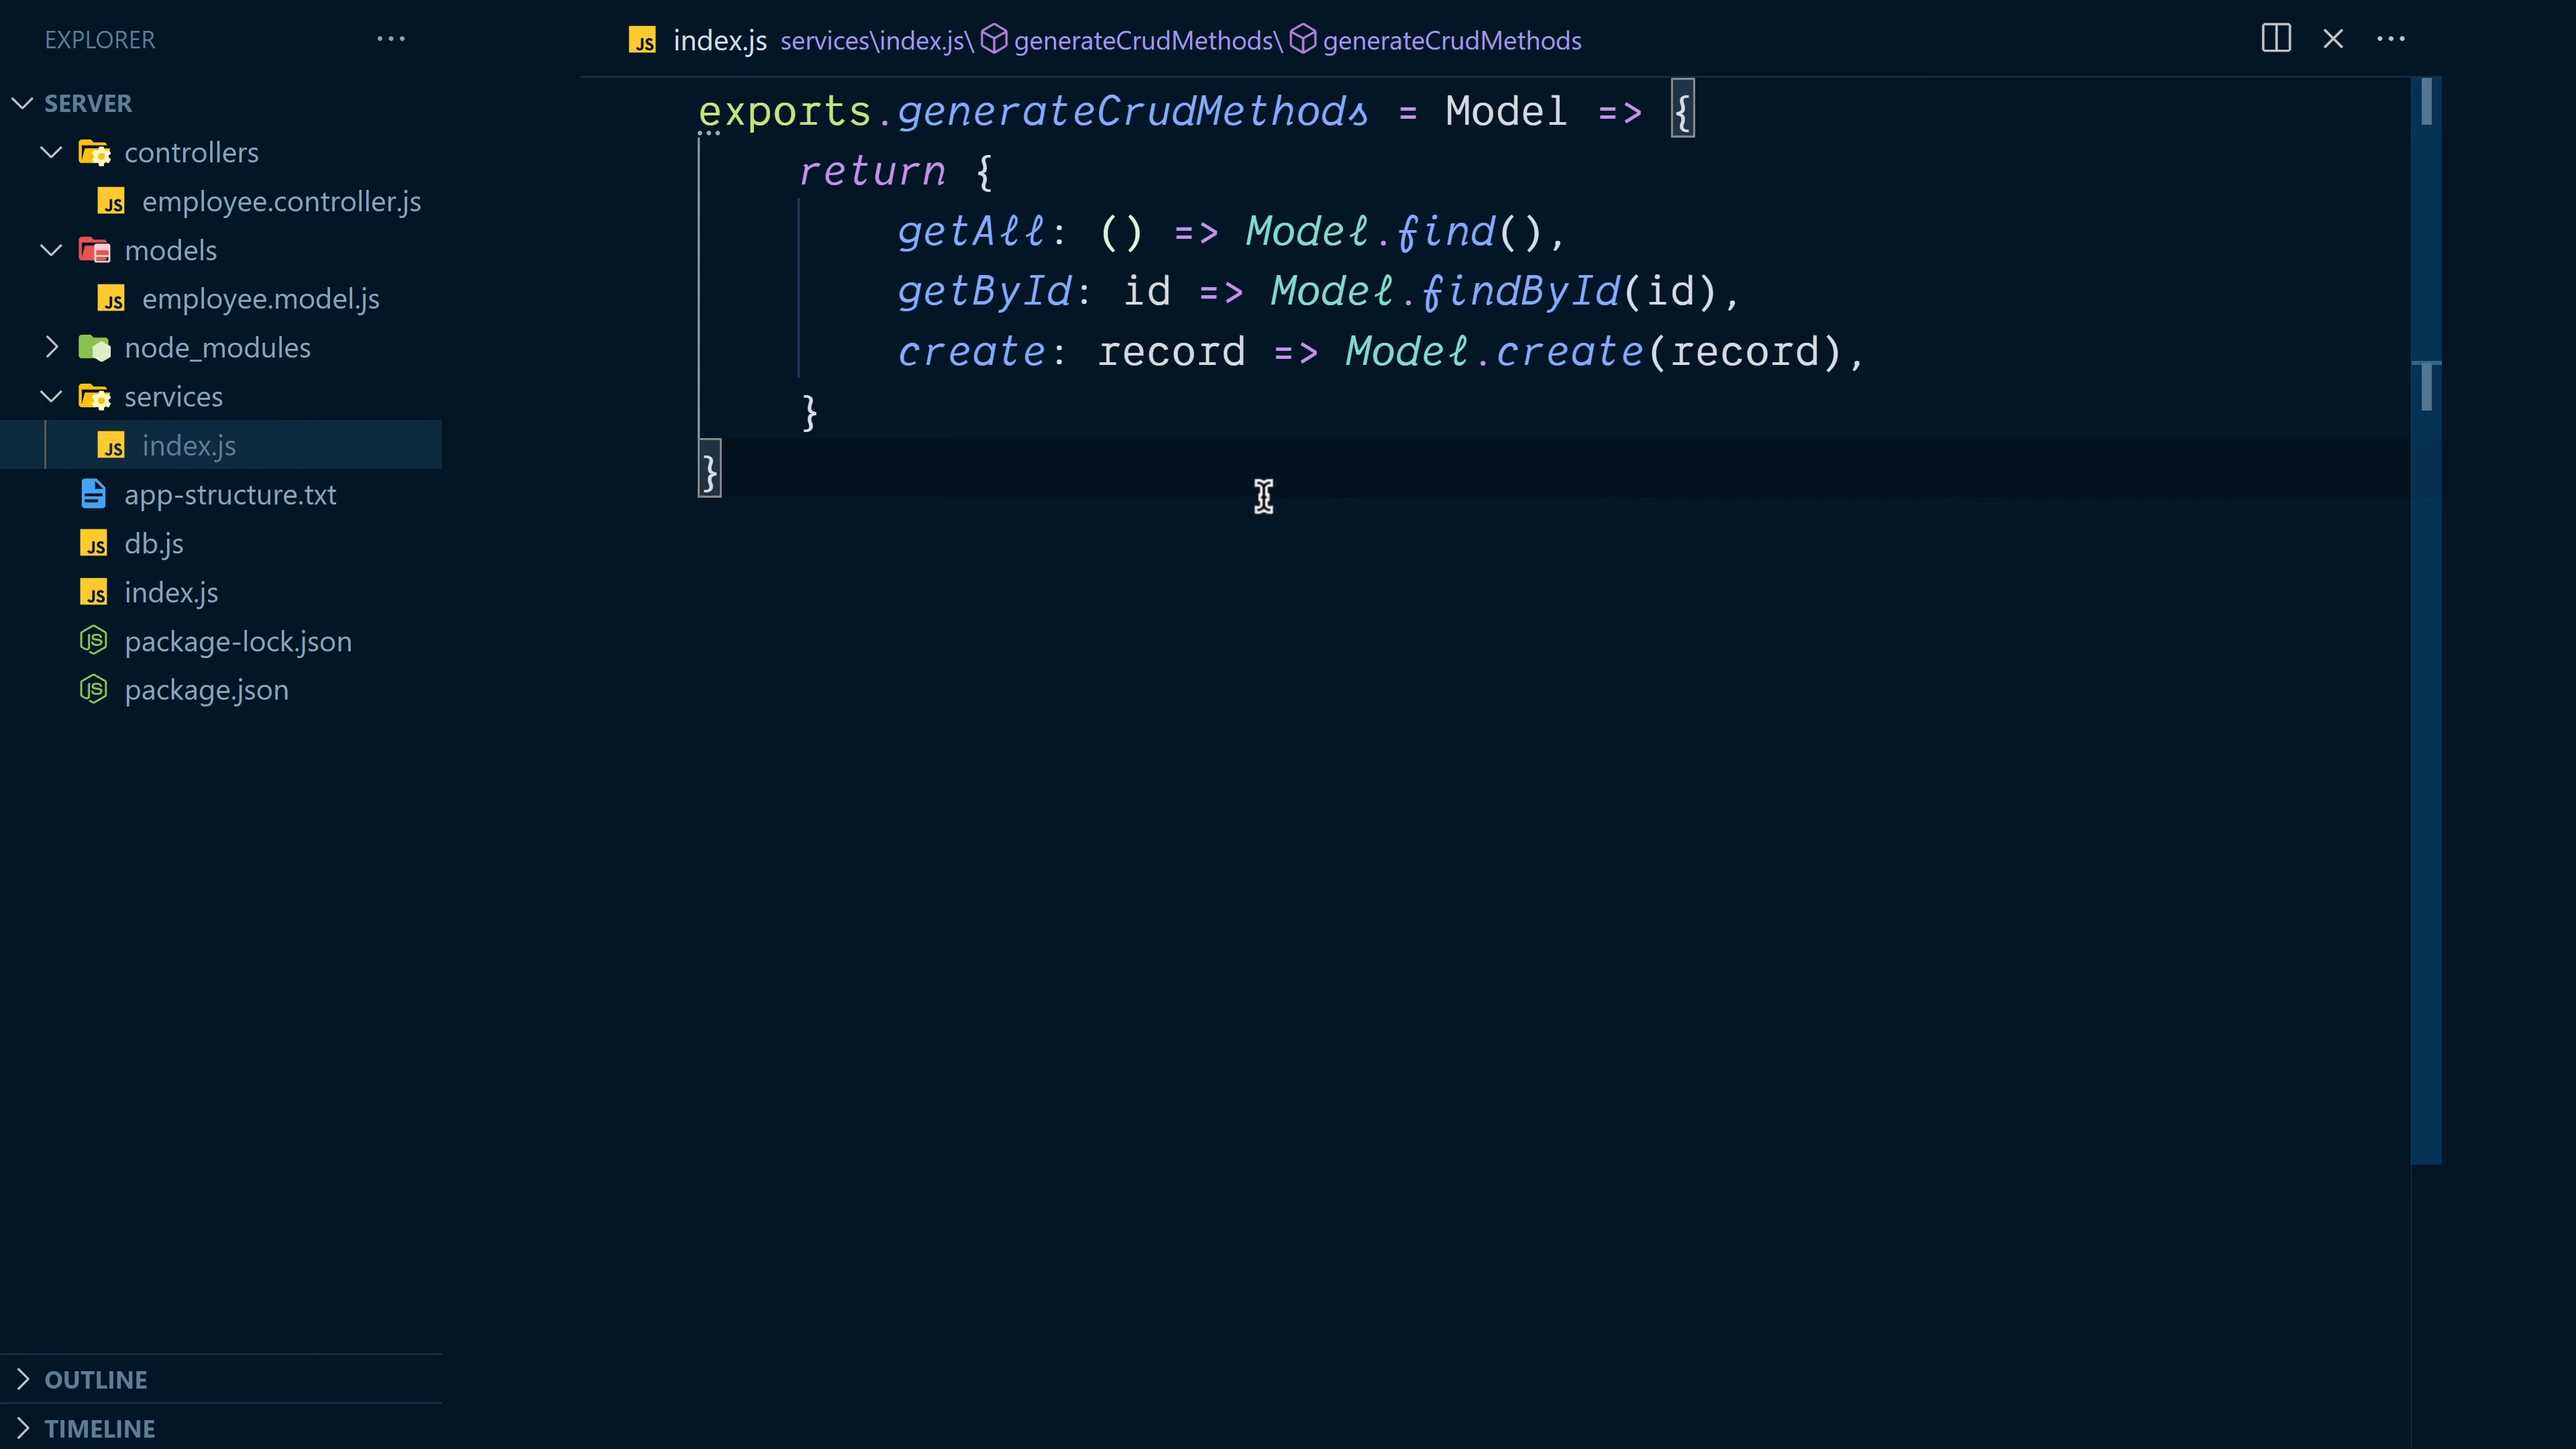 EXPLORER
SERVER
controllers
employee.controller.js
models
employee.model.js
node_modules
services
index.js
app-structure.txt
db.js
index.js
package-lock.json
package.json
OUTLINE
TIMELINE
index.js services\index.js\ generateCrudMethods\ generateCrudMethods
exports.generateCrudMethods = Model => {
return {
getAll: () => Model.find(),
getById: id => Model.findById(id),
create: record => Model.create(record),
}
}